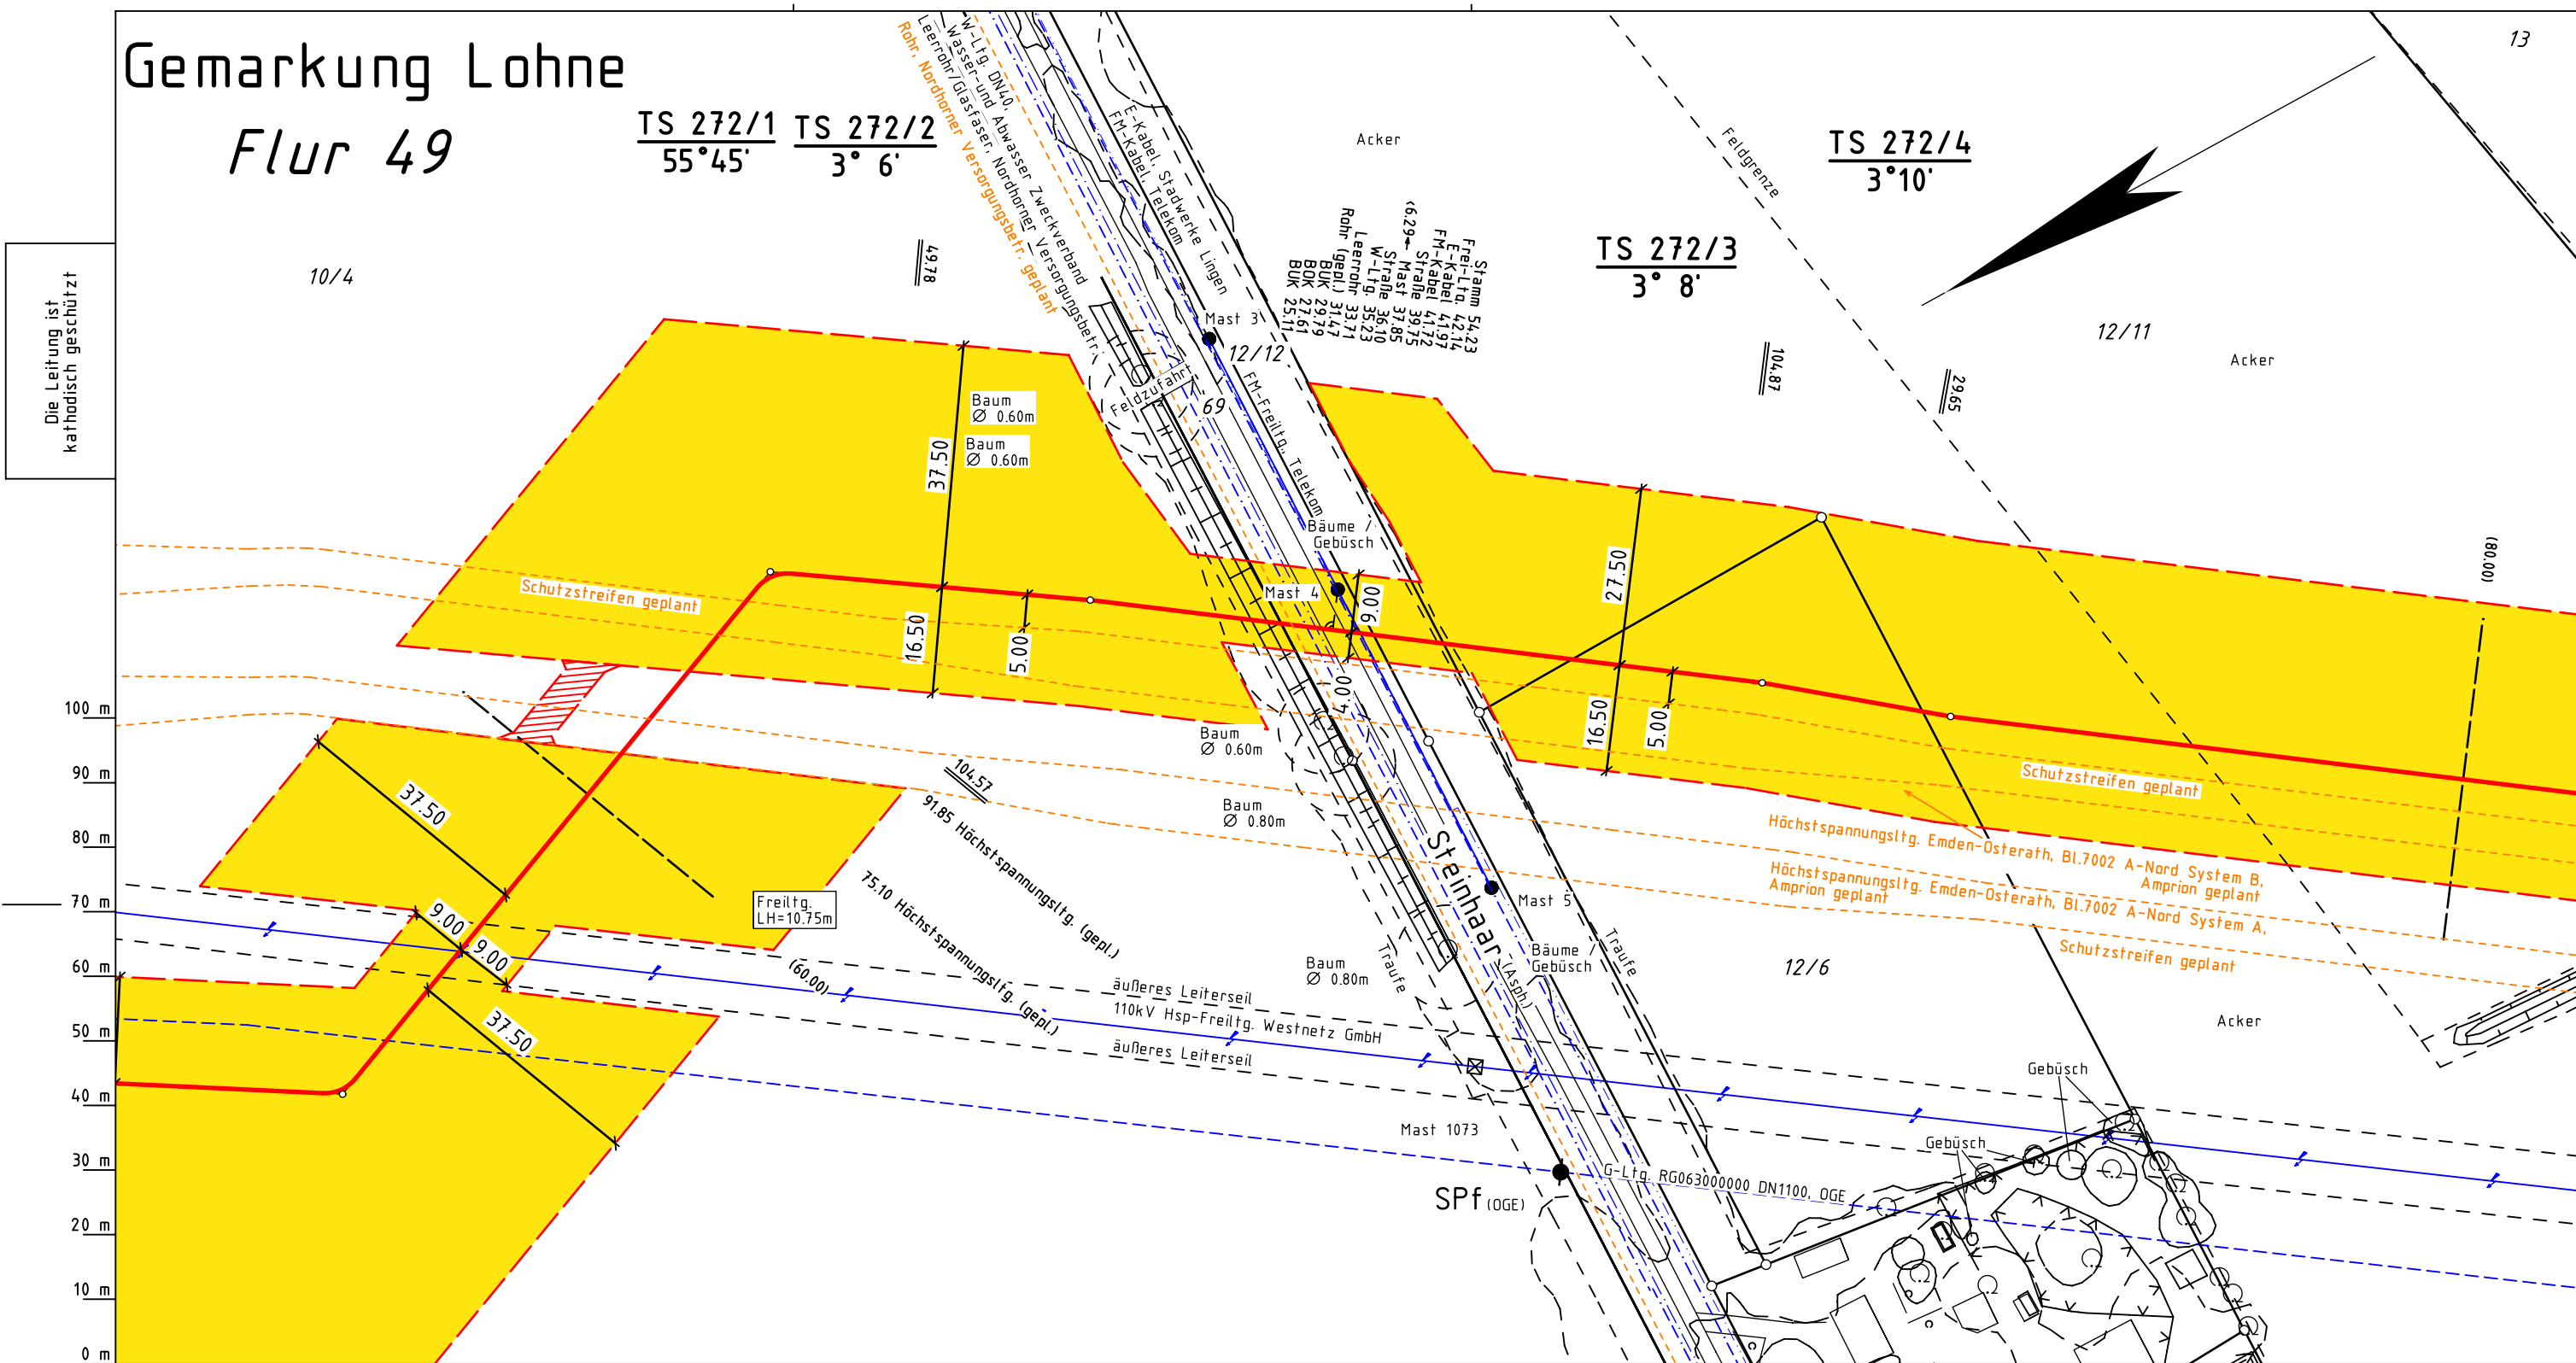 Gemarkung Lohne
Flur 49
TS 272/1
55°45'
TS 272/2
3° 6'
TS 272/3
3° 8'
TS 272/4
3°10'
13
Die Leitung ist
kathodisch geschützt
10/4
49.78
W-Ltg. DN40,
Wasser-und Abwasser Zweckverband
Leerrohr/Glasfaser, Nordhorner Versorgungsbetr.
Rohr, Nordhorner Versorgungsbetr. geplant
E-Kabel, Stadwerke Lingen
FM-Kabel, Telekom
Acker
Feldgrenze
Stamm 54.23
Frei-Ltg. 42.14
E-Kabel 41.97
FM-Kabel 41.72
Straße 39.75
(6.29← Mast 37.85
Straße 36.10
W-Ltg. 35.23
Leerrohr 33.71
Rohr (gepl.) 31.47
BUK 29.79
BOK 27.61
BUK 25.11
Mast 3
12/12
Feldzufahrt
69
FM-Freiltg., Telekom
104.87
29.65
12/11
Acker
Baum
Ø 0.60m
Baum
Ø 0.60m
37.50
16.50
5.00
Schutzstreifen geplant
Bäume /
Gebüsch
Mast 4
6.00
4.00
27.50
16.50
5.00
(80.00)
100 m
90 m
80 m
70 m
60 m
50 m
40 m
30 m
20 m
10 m
0 m
37.50
9.00
9.00
37.50
104.57
91.85 Höchstspannungsltg. (gepl.)
75.10 Höchstspannungsltg. (gepl.)
(60.00)
Freiltg.
LH=10.75m
Baum
Ø 0.60m
Baum
Ø 0.80m
Baum
Ø 0.80m
Traufe
Steinhaar
(Asph.)
Mast 5
Bäume /
Gebüsch
Traufe
Schutzstreifen geplant
Höchstspannungsltg. Emden-Osterath, Bl.7002 A-Nord System B,
Amprion geplant
Höchstspannungsltg. Emden-Osterath, Bl.7002 A-Nord System A,
Amprion geplant
Schutzstreifen geplant
12/6
Acker
äußeres Leiterseil
110kV Hsp-Freiltg. Westnetz GmbH
äußeres Leiterseil
Mast 1073
SPf (OGE)
G-Ltg. RG063000000 DN1100, OGE
Gebüsch
Gebüsch